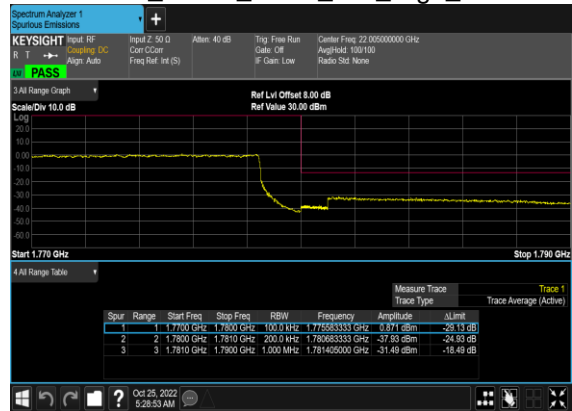 Spectrum Analyzer 1
Spurious Emissions
+
KEYSIGHT Input: RF Input Z: 50 Ω Atten: 40 dB Trig: Free Run Center Freq: 22.005000000 GHz
R T Coupling: DC Corr CCorr Gate: Off Avg|Hold: 100/100
Align: Auto Freq Ref: Int (S) IF Gain: Low Radio Std: None
PASS
3 All Range Graph
Ref Lvl Offset 8.00 dB
Scale/Div 10.0 dB Ref Value 30.00 dBm
Log
20.0
10.0
0.00
-10.0
-20.0
-30.0
-40.0
-50.0
-60.0
Start 1.770 GHz Stop 1.790 GHz
4 All Range Table
Measure Trace Trace 1
Trace Type Trace Average (Active)
Spur Range Start Freq Stop Freq RBW Frequency Amplitude ΔLimit
1 1 1.7700 GHz 1.7800 GHz 100.0 kHz 1.775583333 GHz 0.871 dBm -29.13 dB
2 2 1.7800 GHz 1.7810 GHz 200.0 kHz 1.780683333 GHz -37.93 dBm -24.93 dB
3 3 1.7810 GHz 1.7900 GHz 1.000 MHz 1.781405000 GHz -31.49 dBm -18.49 dB
? Oct 25, 2022
5:28:53 AM